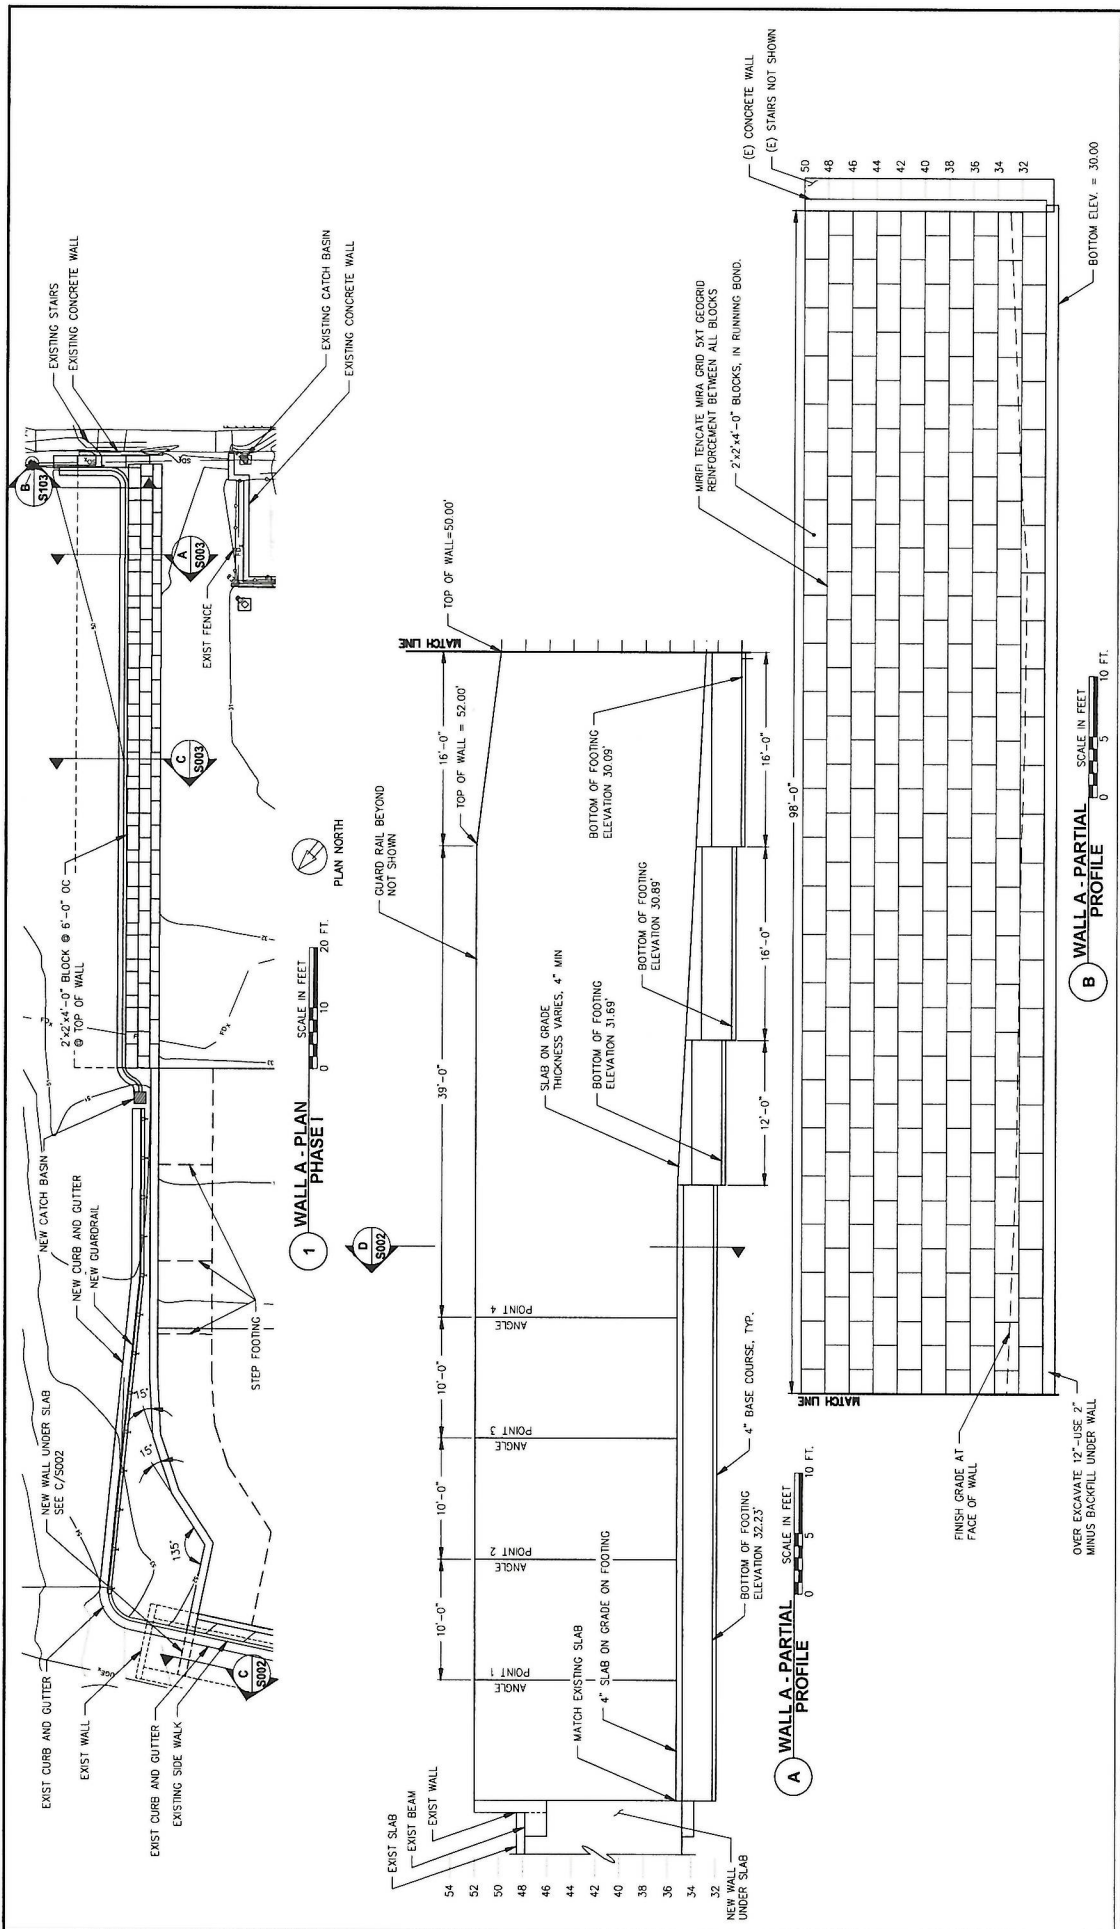 EXIST CURB AND GUTTER
EXIST WALL
EXIST CURB AND GUTTER
EXISTING SIDE WALK
NEW WALL UNDER SLAB
SEE C/S002
NEW CATCH BASIN
NEW CURB AND GUTTER
NEW GUARDRAIL
2'x2'x4'-0" BLOCK @ 6'-0" OC
@ TOP OF WALL
EXISTING STAIRS
EXISTING CONCRETE WALL
EXISTING CATCH BASIN
EXISTING CONCRETE WALL
EXIST FENCE
STEP FOOTING
135°
15°
15°
C
S002
C
S003
A
S003
B
S103
1
WALL A - PLAN
PHASE I
SCALE IN FEET
0 10 20 FT.
PLAN NORTH
D
S002
EXIST SLAB
EXIST BEAM
EXIST WALL
54
52
50
48
46
44
42
40
38
36
34
32
NEW WALL
UNDER SLAB
MATCH EXISTING SLAB
4" SLAB ON GRADE ON FOOTING
10'-0"
10'-0"
10'-0"
39'-0"
16'-0"
ANGLE
POINT 1
ANGLE
POINT 2
ANGLE
POINT 3
ANGLE
POINT 4
GUARD RAIL BEYOND
NOT SHOWN
TOP OF WALL = 52.00'
TOP OF WALL=50.00'
MATCH LINE
BOTTOM OF FOOTING
ELEVATION 32.23'
4" BASE COURSE, TYP.
SLAB ON GRADE
THICKNESS VARIES, 4" MIN
BOTTOM OF FOOTING
ELEVATION 31.69'
BOTTOM OF FOOTING
ELEVATION 30.89'
BOTTOM OF FOOTING
ELEVATION 30.09'
12'-0"
16'-0"
16'-0"
A
WALL A - PARTIAL
PROFILE
SCALE IN FEET
0 5 10 FT.
MATCH LINE
98'-0"
MIRIFI TENCATE MIRA GRID 5XT GEOGRID
REINFORCEMENT BETWEEN ALL BLOCKS
2'x2'x4'-0" BLOCKS, IN RUNNING BOND.
(E) CONCRETE WALL
(E) STAIRS NOT SHOWN
50
48
46
44
42
40
38
36
34
32
BOTTOM ELEV. = 30.00
FINISH GRADE AT
FACE OF WALL
OVER EXCAVATE 12"-USE 2"
MINUS BACKFILL UNDER WALL
B
WALL A - PARTIAL
PROFILE
SCALE IN FEET
0 5 10 FT.